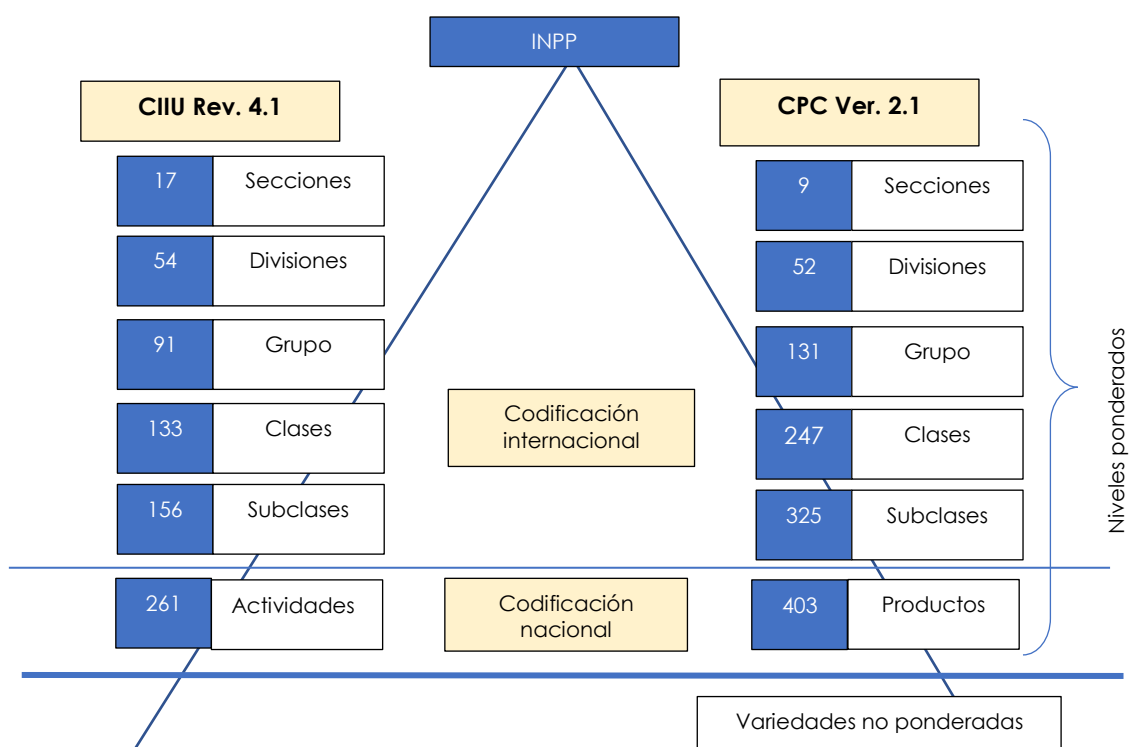 INPP
CIIU Rev. 4.1
17 Secciones
54 Divisiones
91 Grupo
133 Clases
156 Subclases
261 Actividades
Codificación
internacional
Codificación
nacional
CPC Ver. 2.1
9 Secciones
52 Divisiones
131 Grupo
247 Clases
325 Subclases
403 Productos
Niveles ponderados
Variedades no ponderadas